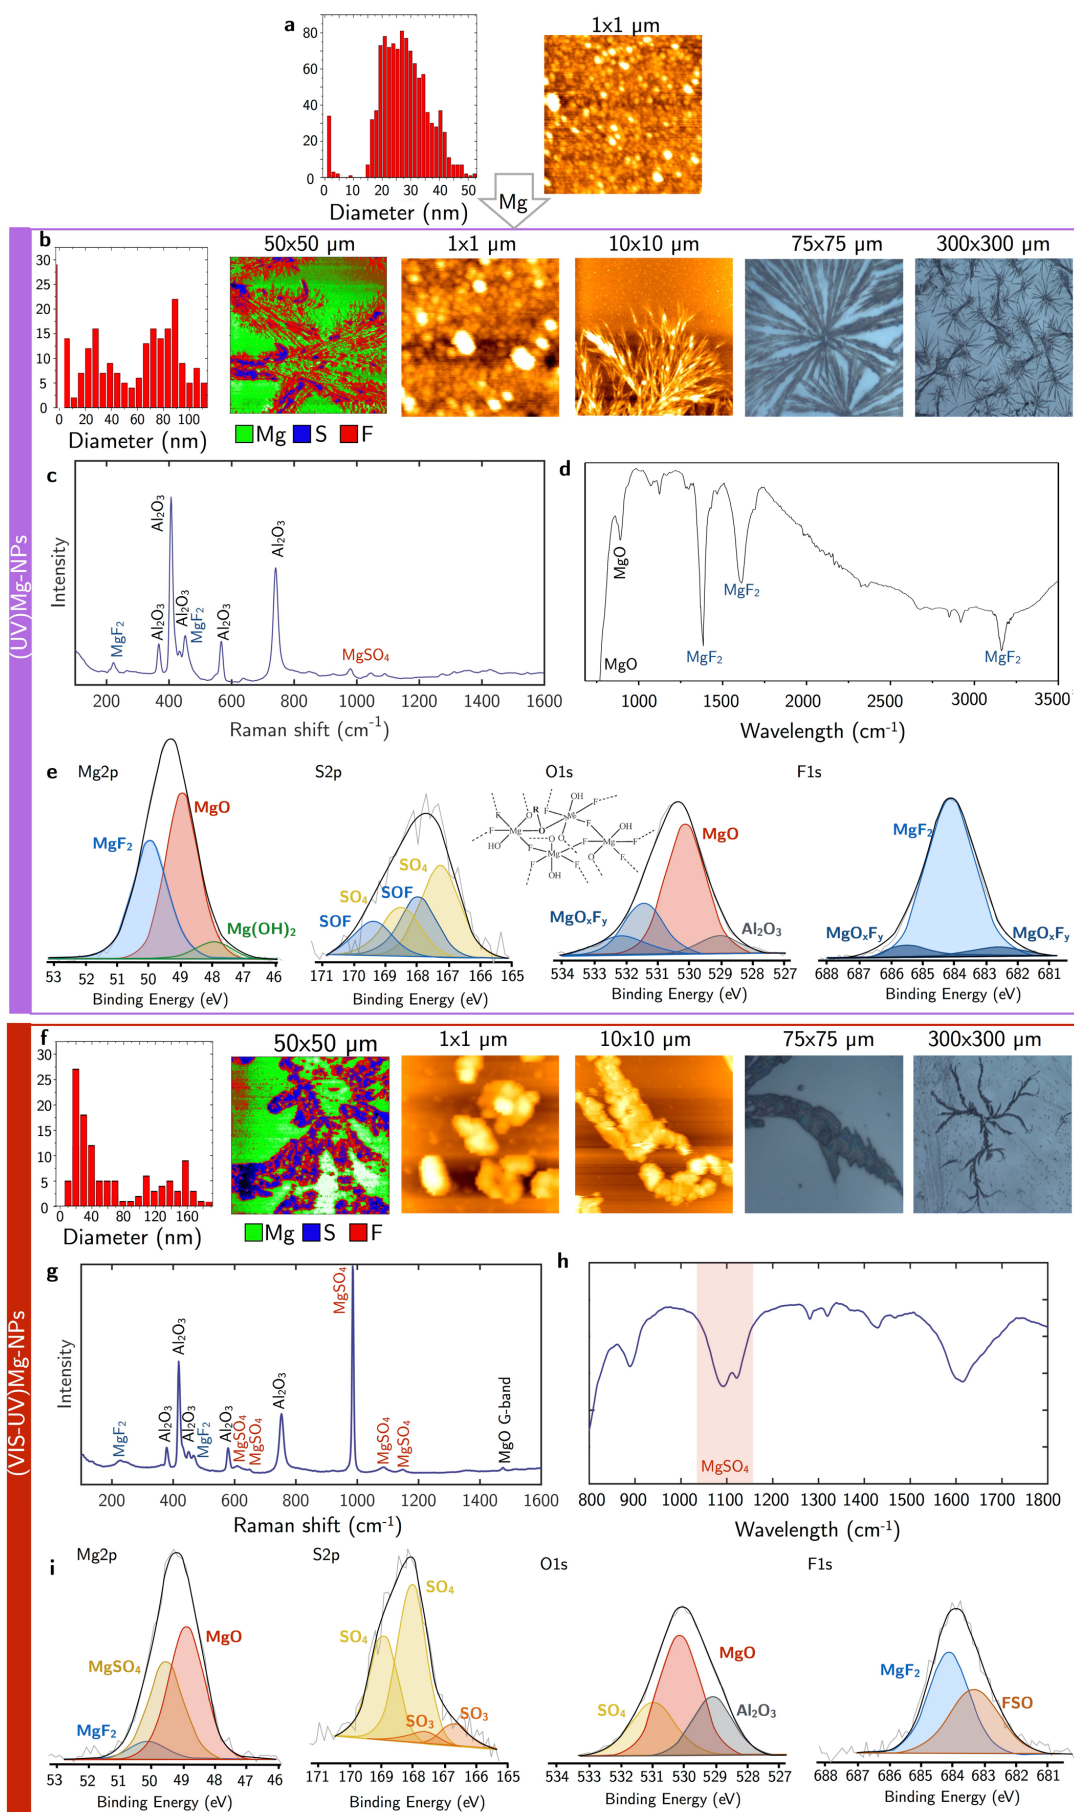 a
1x1 μm
80
60
40
20
0
0 10 20 30 40 50
Diameter (nm)
Mg
(UV)Mg-NPs
b
50x50 μm
1x1 μm
10x10 μm
75x75 μm
300x300 μm
30
25
20
15
10
5
0
0 20 40 60 80 100
Diameter (nm)
Mg S F
c
Intensity
MgF₂
Al₂O₃
Al₂O₃
Al₂O₃
MgF₂
Al₂O₃
Al₂O₃
MgSO₄
200 400 600 800 1000 1200 1400 1600
Raman shift (cm⁻¹)
d
MgO
MgO
MgF₂
MgF₂
MgF₂
1000 1500 2000 2500 3000 3500
Wavelength (cm⁻¹)
e
Mg2p
MgO
MgF₂
Mg(OH)₂
53 52 51 50 49 48 47 46
Binding Energy (eV)
S2p
SO₄
SOF
SO₄
SOF
171 170 169 168 167 166 165
Binding Energy (eV)
O1s
MgO
MgOₓFᵧ
Al₂O₃
534 533 532 531 530 529 528 527
Binding Energy (eV)
F1s
MgF₂
MgOₓFᵧ
MgOₓFᵧ
688 687 686 685 684 683 682 681
Binding Energy (eV)
(VIS-UV)Mg-NPs
f
50x50 μm
1x1 μm
10x10 μm
75x75 μm
300x300 μm
30
25
20
15
10
5
0
0 40 80 120 160
Diameter (nm)
Mg S F
g
Intensity
MgF₂
Al₂O₃
Al₂O₃
Al₂O₃
MgF₂
Al₂O₃
MgSO₄
MgSO₄
Al₂O₃
MgSO₄
MgSO₄
MgSO₄
MgO G-band
200 400 600 800 1000 1200 1400 1600
Raman shift (cm⁻¹)
h
MgSO₄
800 900 1000 1100 1200 1300 1400 1500 1600 1700 1800
Wavelength (cm⁻¹)
i
Mg2p
MgO
MgSO₄
MgF₂
53 52 51 50 49 48 47 46
Binding Energy (eV)
S2p
SO₄
SO₄
SO₃
SO₃
171 170 169 168 167 166 165
Binding Energy (eV)
O1s
MgO
SO₄
Al₂O₃
534 533 532 531 530 529 528 527
Binding Energy (eV)
F1s
MgF₂
FSO
688 687 686 685 684 683 682 681
Binding Energy (eV)